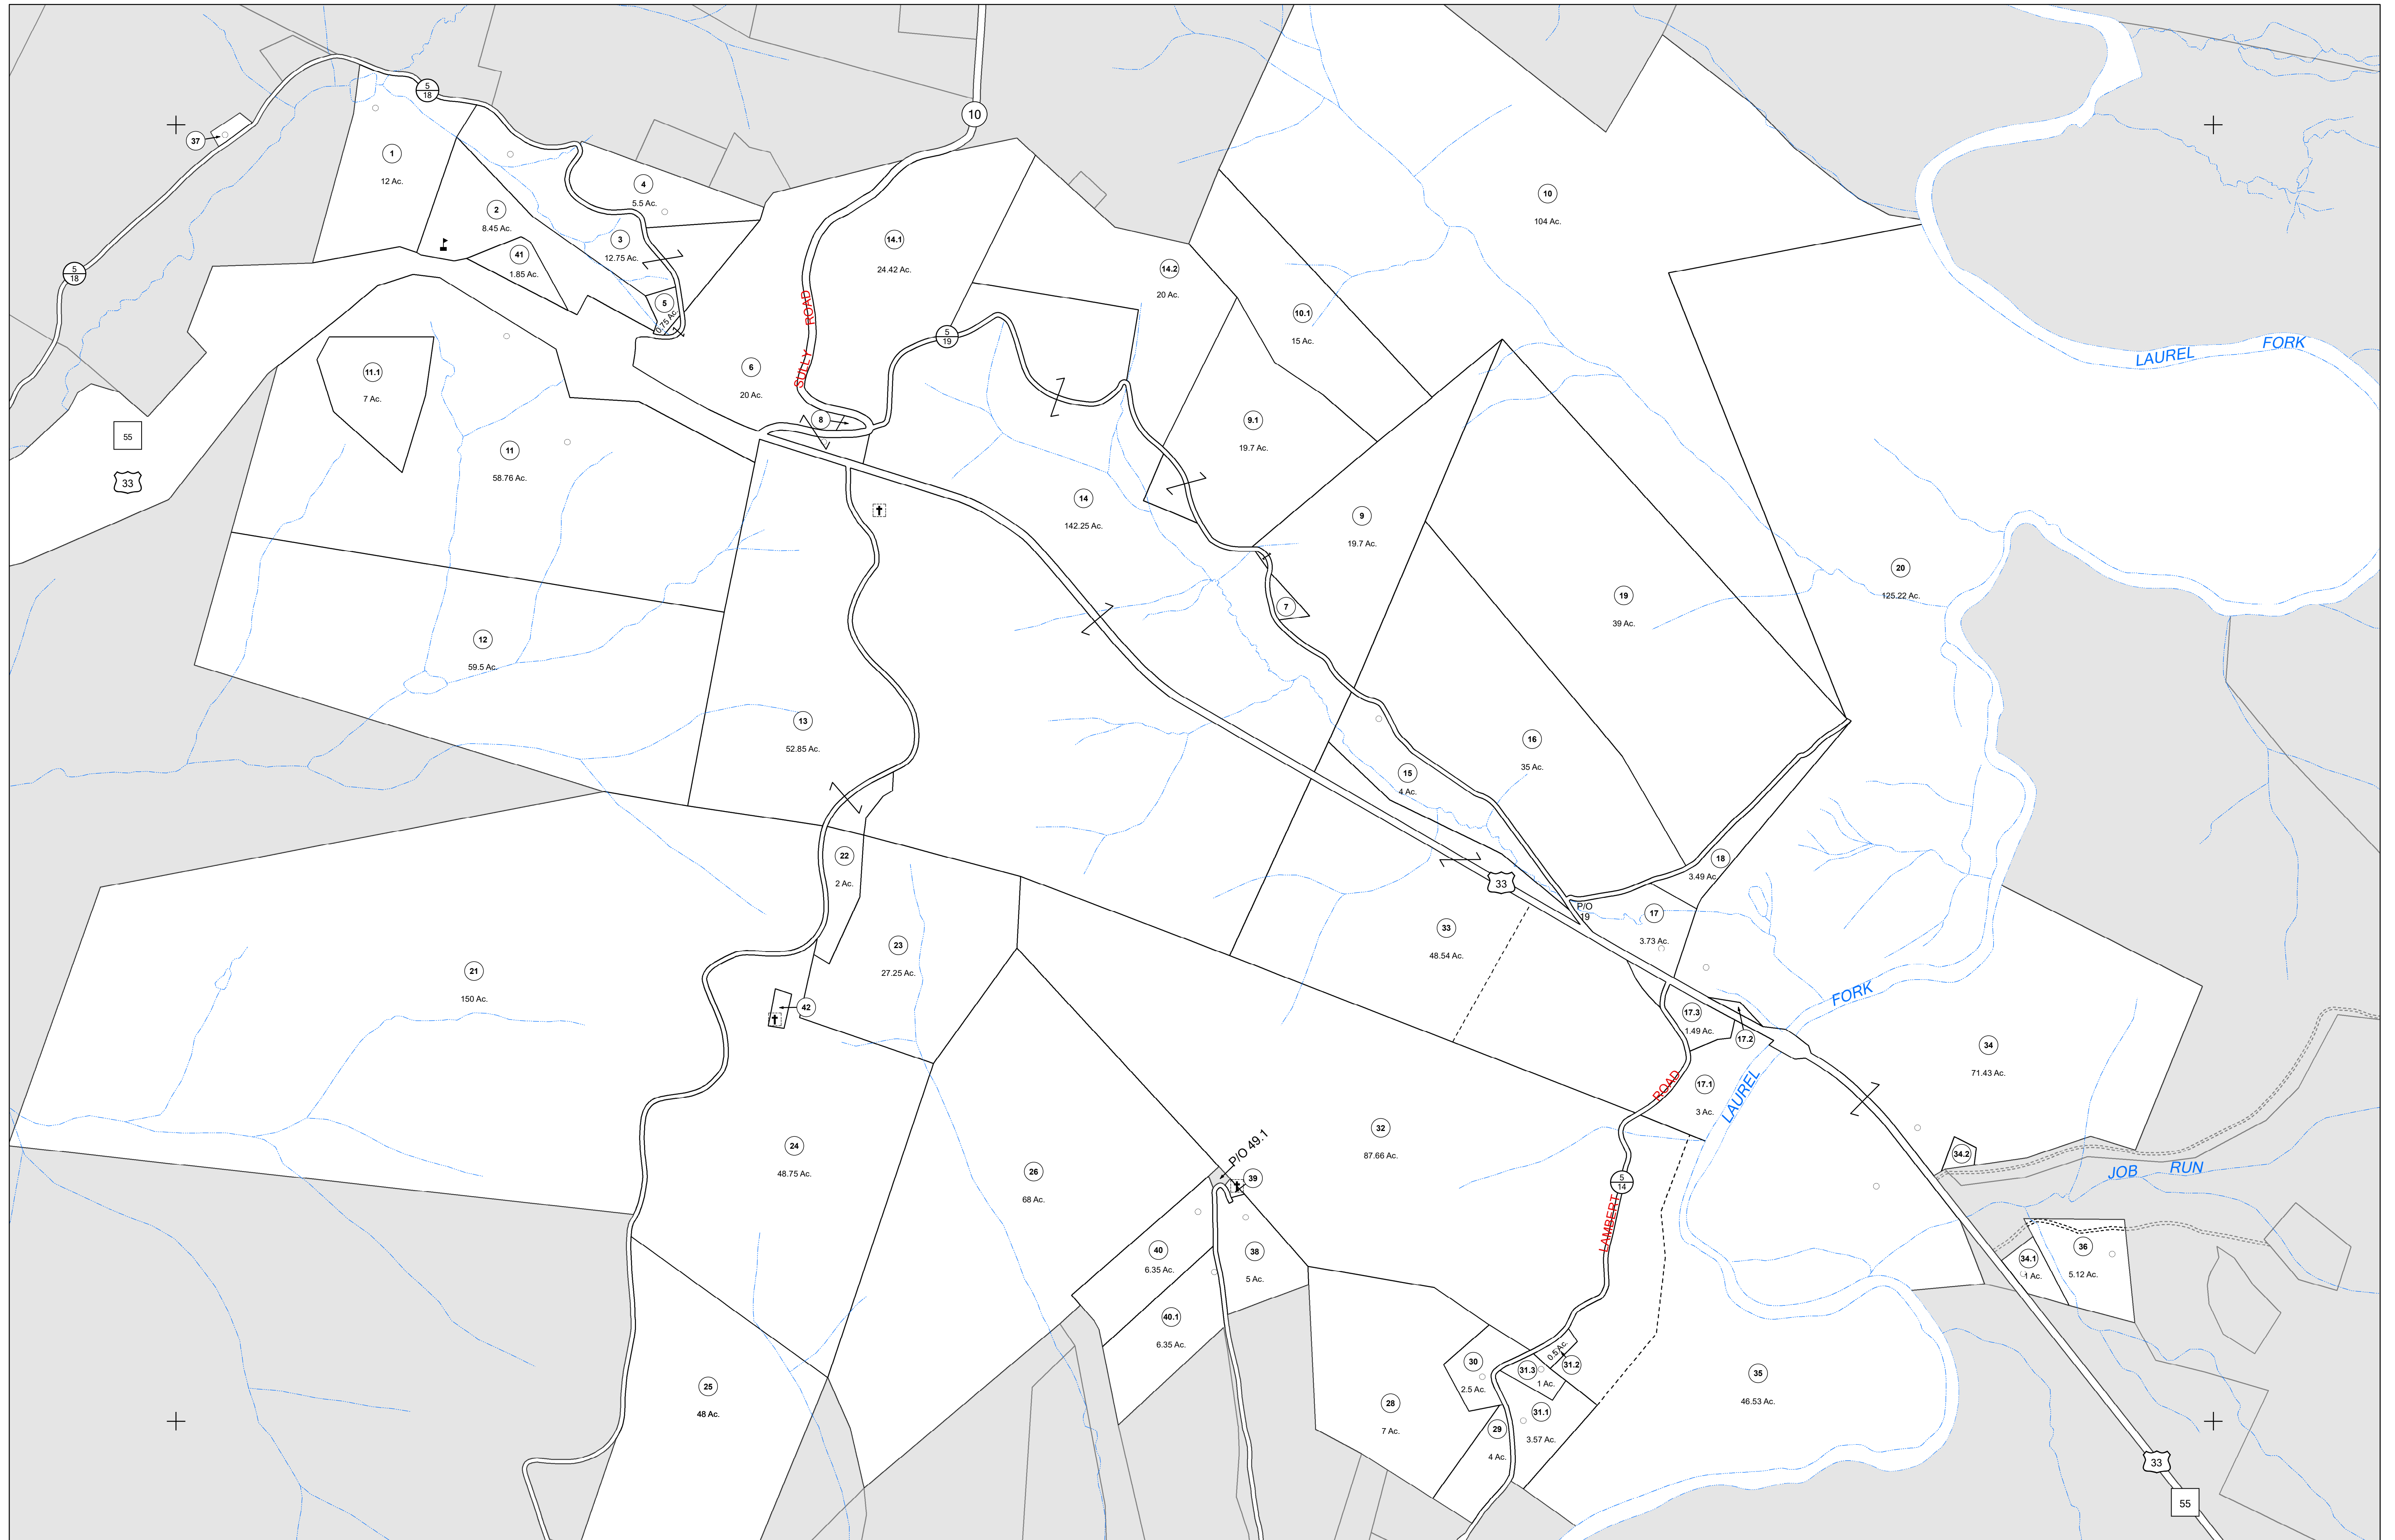 5
18
10
37
1
12 Ac.
4
5.5 Ac.
10
104 Ac.
2
8.45 Ac.
3
12.75 Ac.
14.1
24.42 Ac.
41
1.85 Ac.
5
18
14.2
20 Ac.
5
0.75 Ac.
SULLY ROAD
10.1
15 Ac.
5
19
LAUREL FORK
11.1
7 Ac.
6
20 Ac.
8
9.1
19.7 Ac.
55
33
11
58.76 Ac.
14
142.25 Ac.
9
19.7 Ac.
20
125.22 Ac.
19
39 Ac.
7
12
59.5 Ac.
13
52.85 Ac.
16
35 Ac.
15
4 Ac.
22
2 Ac.
18
3.49 Ac.
33
P/O
19
17
3.73 Ac.
33
48.54 Ac.
23
27.25 Ac.
21
150 Ac.
42
LAUREL FORK
17.3
1.49 Ac.
17.2
34
71.43 Ac.
ROAD
17.1
3 Ac.
24
48.75 Ac.
32
87.66 Ac.
P/O 49.1
26
68 Ac.
39
34.2
JOB RUN
5
14
LAMBERT
40
6.35 Ac.
38
5 Ac.
36
5.12 Ac.
34.1
1 Ac.
40.1
6.35 Ac.
30
2.5 Ac.
31.3
1 Ac.
0.5 Ac.
31.2
35
46.53 Ac.
25
48 Ac.
28
7 Ac.
31.1
3.57 Ac.
29
4 Ac.
33
55